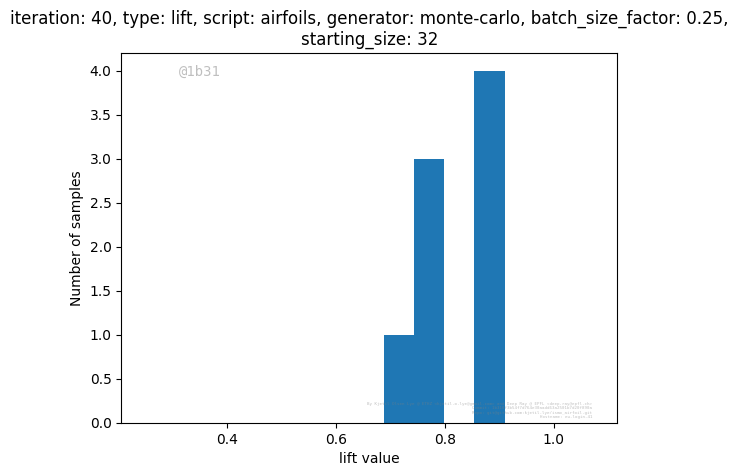 iteration: 40, type: lift, script: airfoils, generator: monte-carlo, batch_size_factor: 0.25,
starting_size: 32
@1b31
4.0
3.5
3.0
2.5
2.0
1.5
1.0
0.5
0.0
Number of samples
0.4 0.6 0.8 1.0
lift value